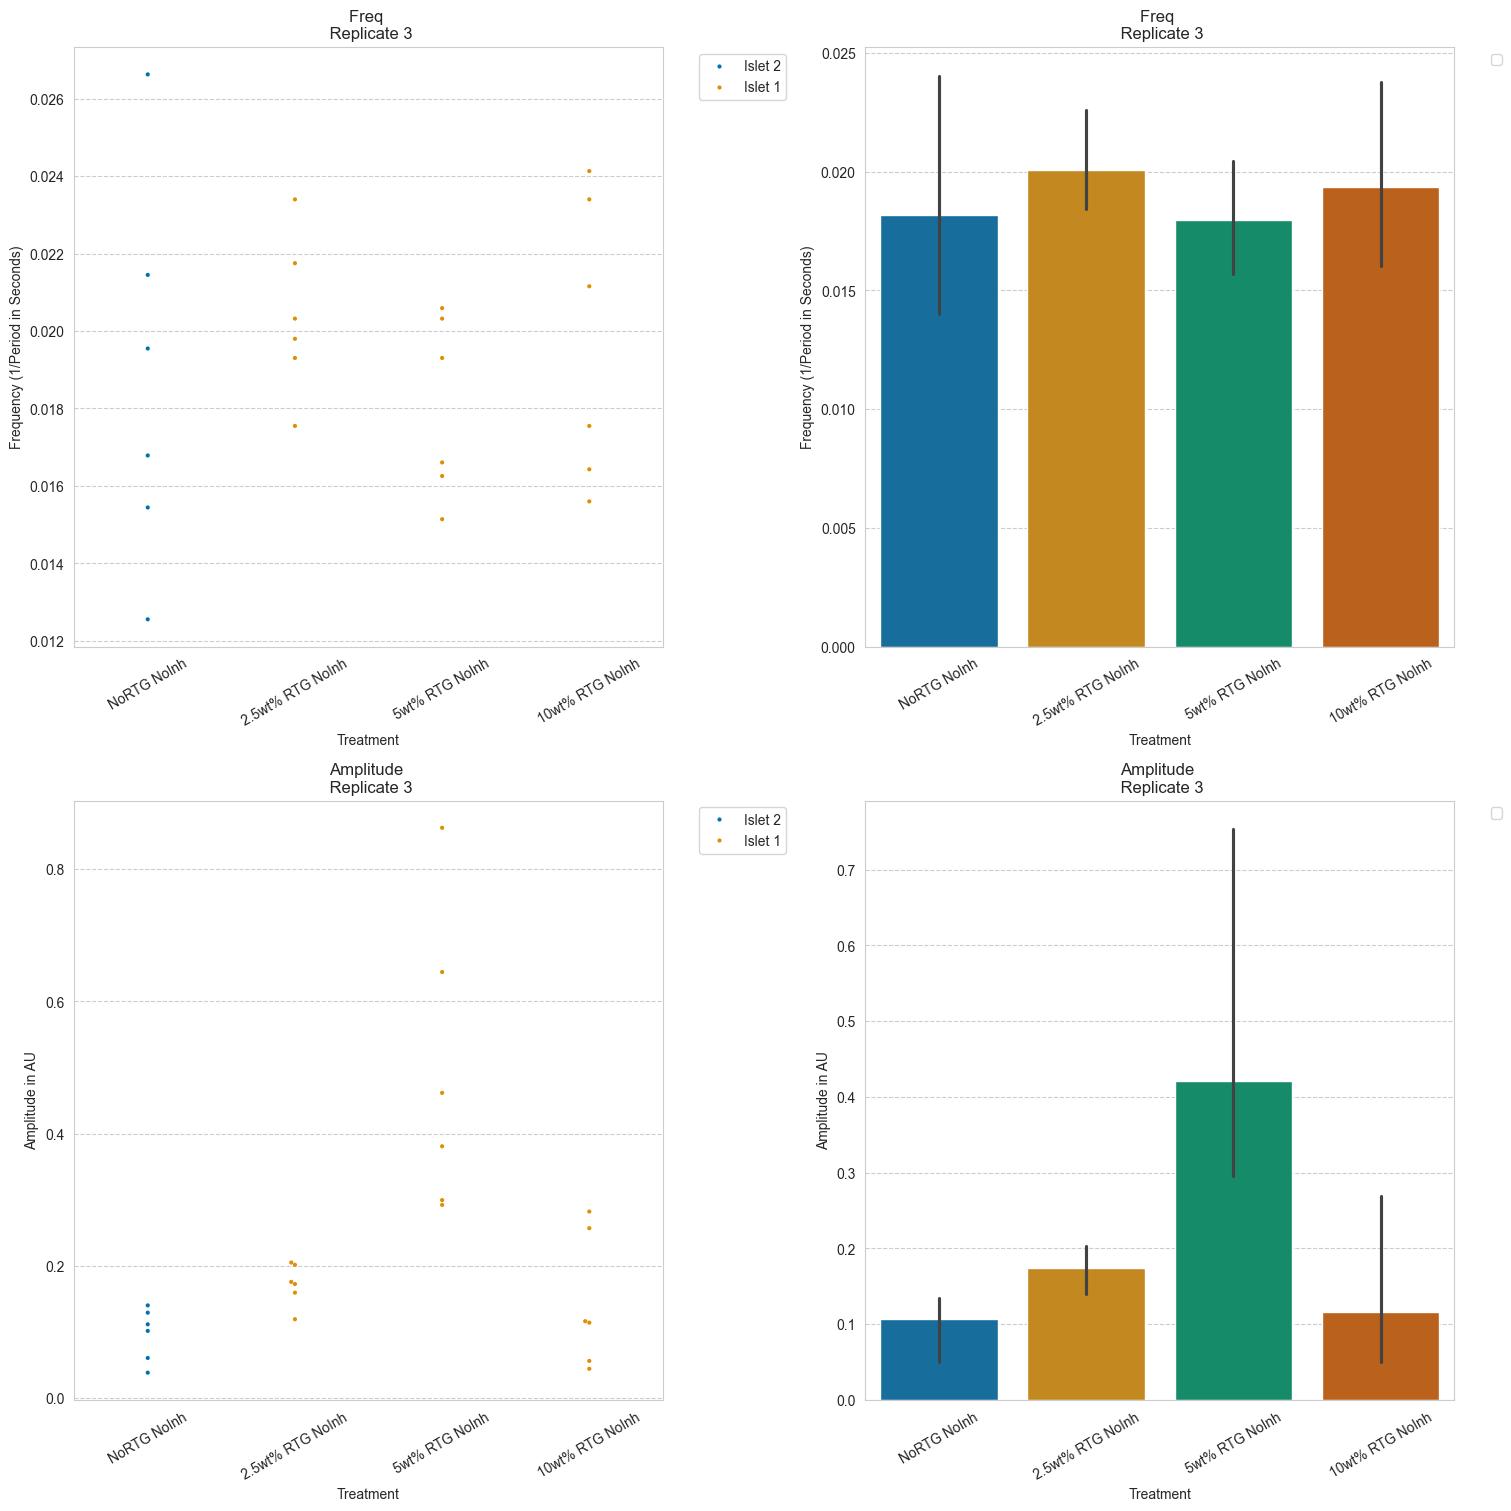 Freq
Replicate 3
Frequency (1/Period in Seconds)
0.026
0.024
0.022
0.020
0.018
0.016
0.014
0.012
NoRTG NoInh
2.5wt% RTG NoInh
5wt% RTG NoInh
10wt% RTG NoInh
Treatment
Islet 2
Islet 1
Freq
Replicate 3
Frequency (1/Period in Seconds)
0.025
0.020
0.015
0.010
0.005
0.000
NoRTG NoInh
2.5wt% RTG NoInh
5wt% RTG NoInh
10wt% RTG NoInh
Treatment
Amplitude
Replicate 3
Amplitude in AU
0.8
0.6
0.4
0.2
0.0
NoRTG NoInh
2.5wt% RTG NoInh
5wt% RTG NoInh
10wt% RTG NoInh
Treatment
Islet 2
Islet 1
Amplitude
Replicate 3
Amplitude in AU
0.7
0.6
0.5
0.4
0.3
0.2
0.1
0.0
NoRTG NoInh
2.5wt% RTG NoInh
5wt% RTG NoInh
10wt% RTG NoInh
Treatment